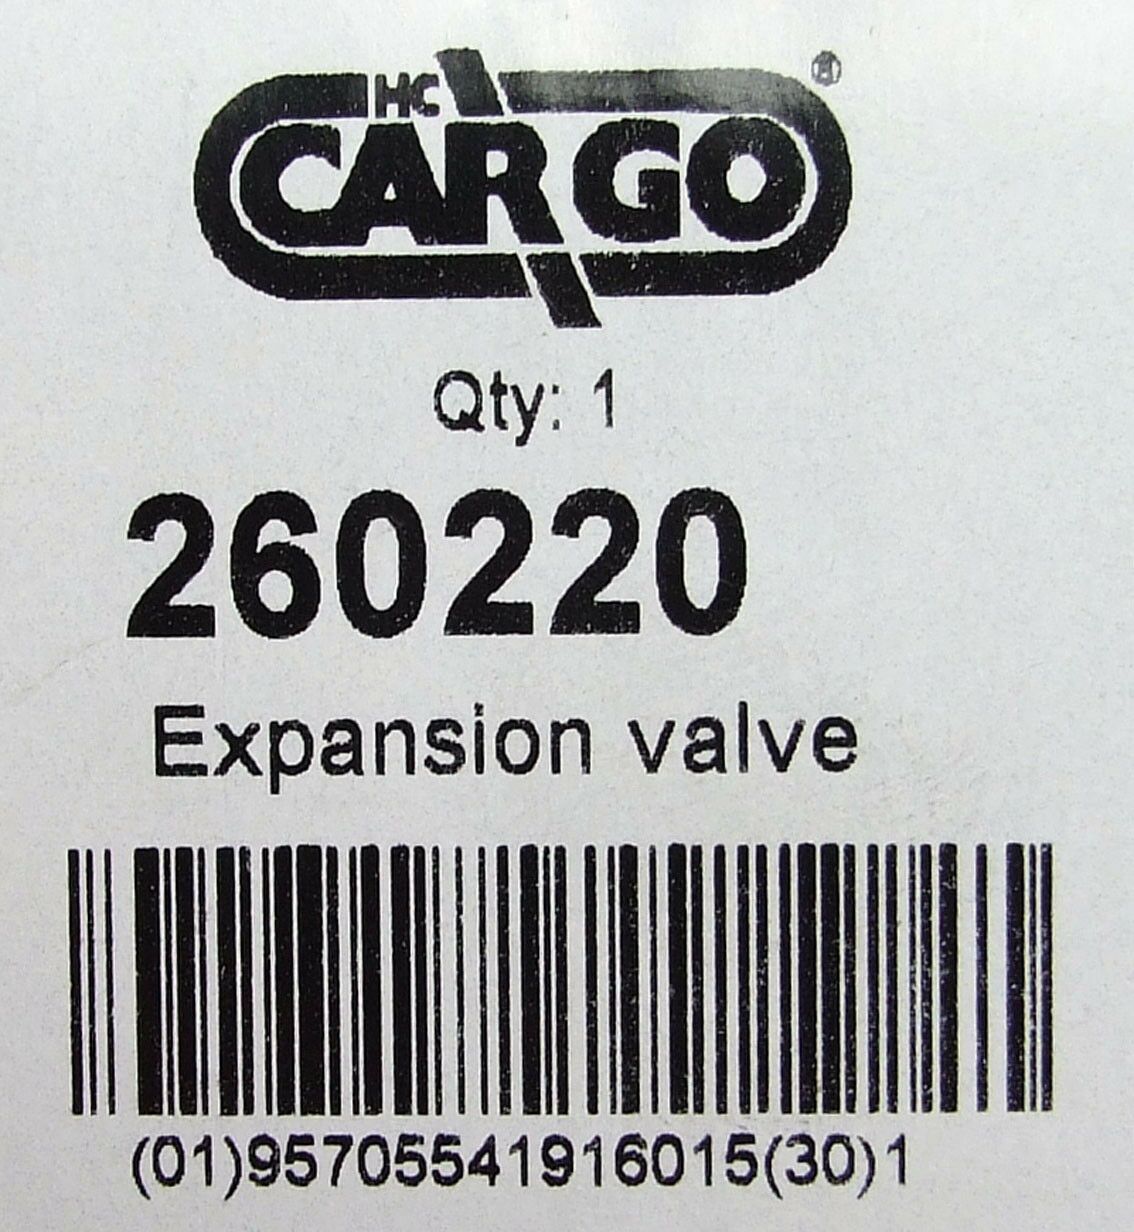 HC
CARGO ®
Qty: 1
260220
Expansion valve
(01)95705541916015(30)1